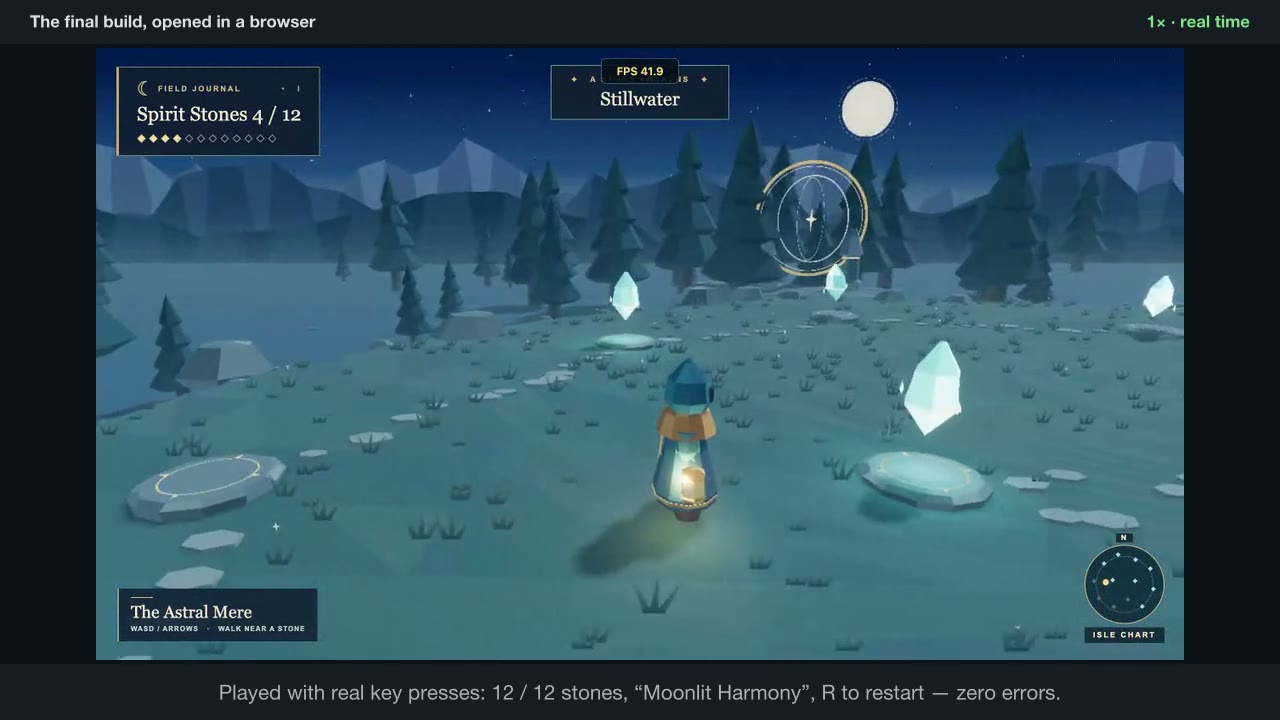 The final build, opened in a browser
1× · real time
FIELD JOURNAL · I
Spirit Stones 4 / 12
FPS 41.9
Stillwater
The Astral Mere
WASD / ARROWS · WALK NEAR A STONE
N
ISLE CHART
Played with real key presses: 12 / 12 stones, “Moonlit Harmony”, R to restart — zero errors.